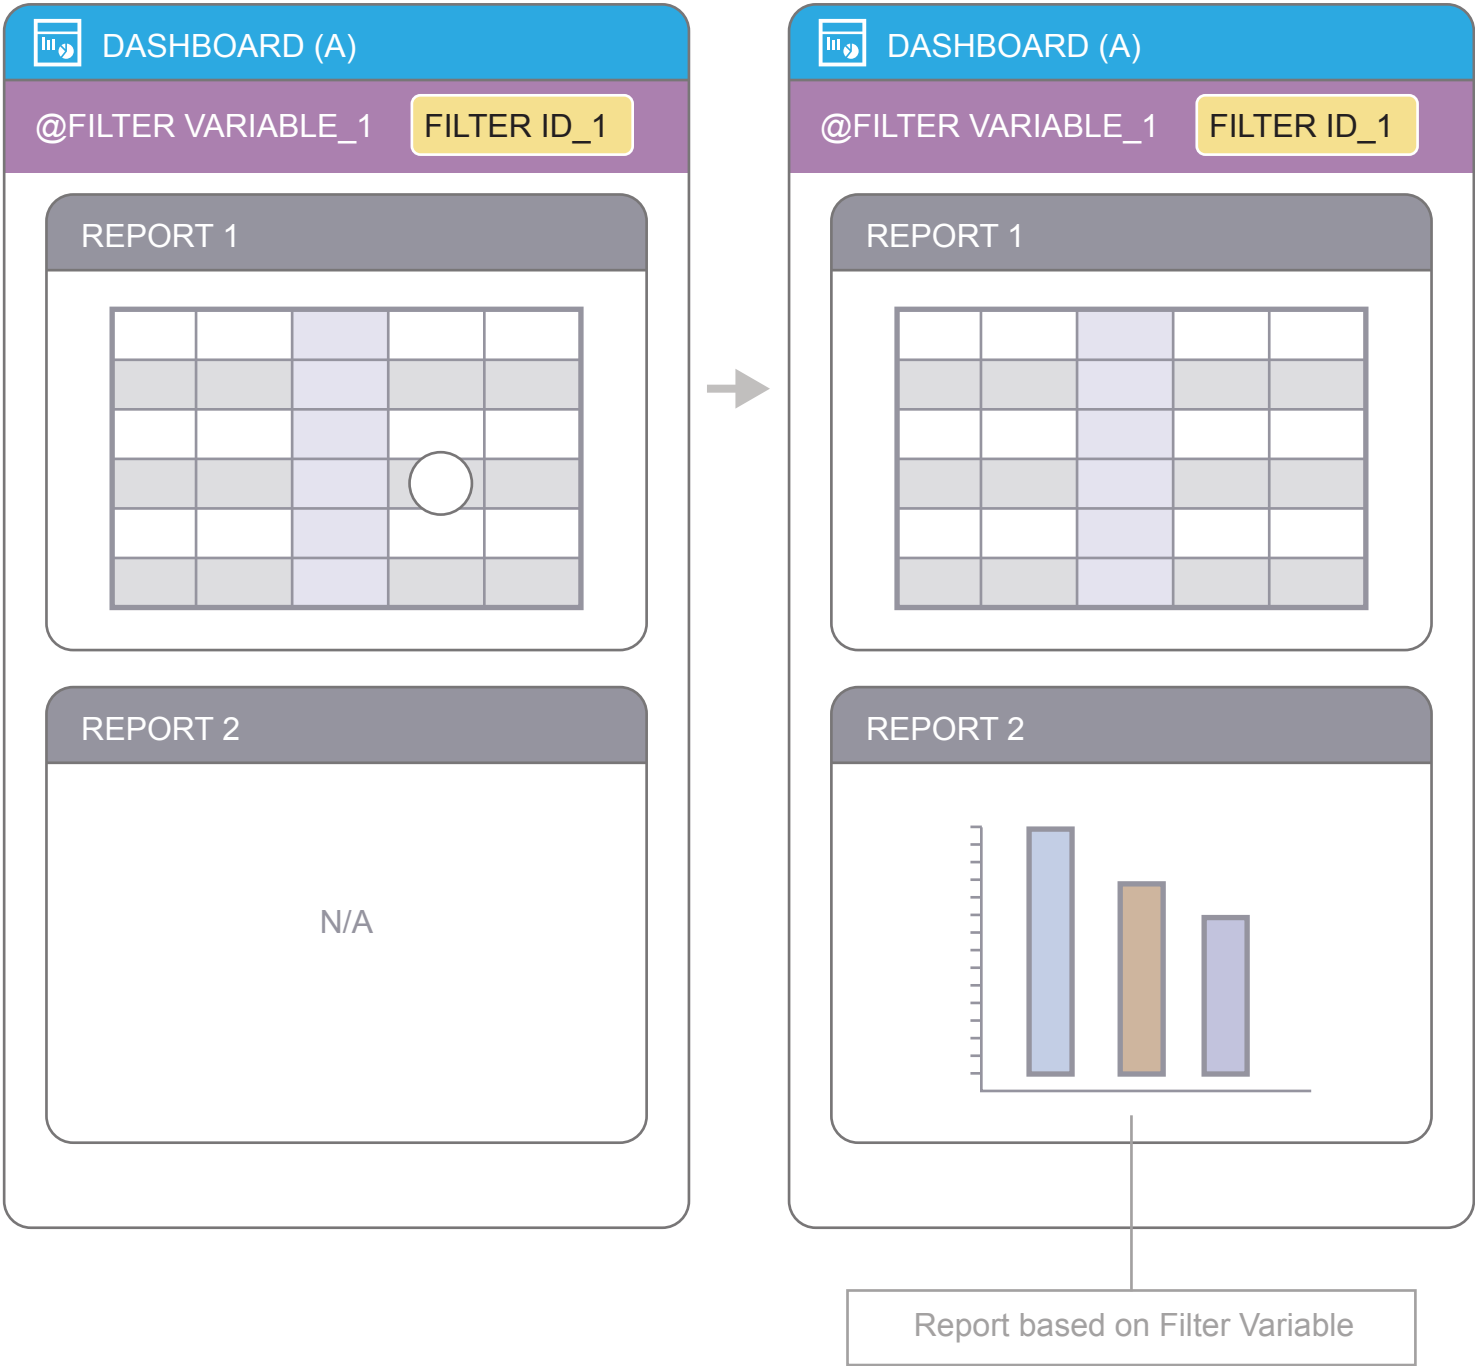 DASHBOARD (A)
@FILTER VARIABLE_1 FILTER ID_1
REPORT 1
REPORT 2
N/A
DASHBOARD (A)
@FILTER VARIABLE_1 FILTER ID_1
REPORT 1
REPORT 2
Report based on Filter Variable